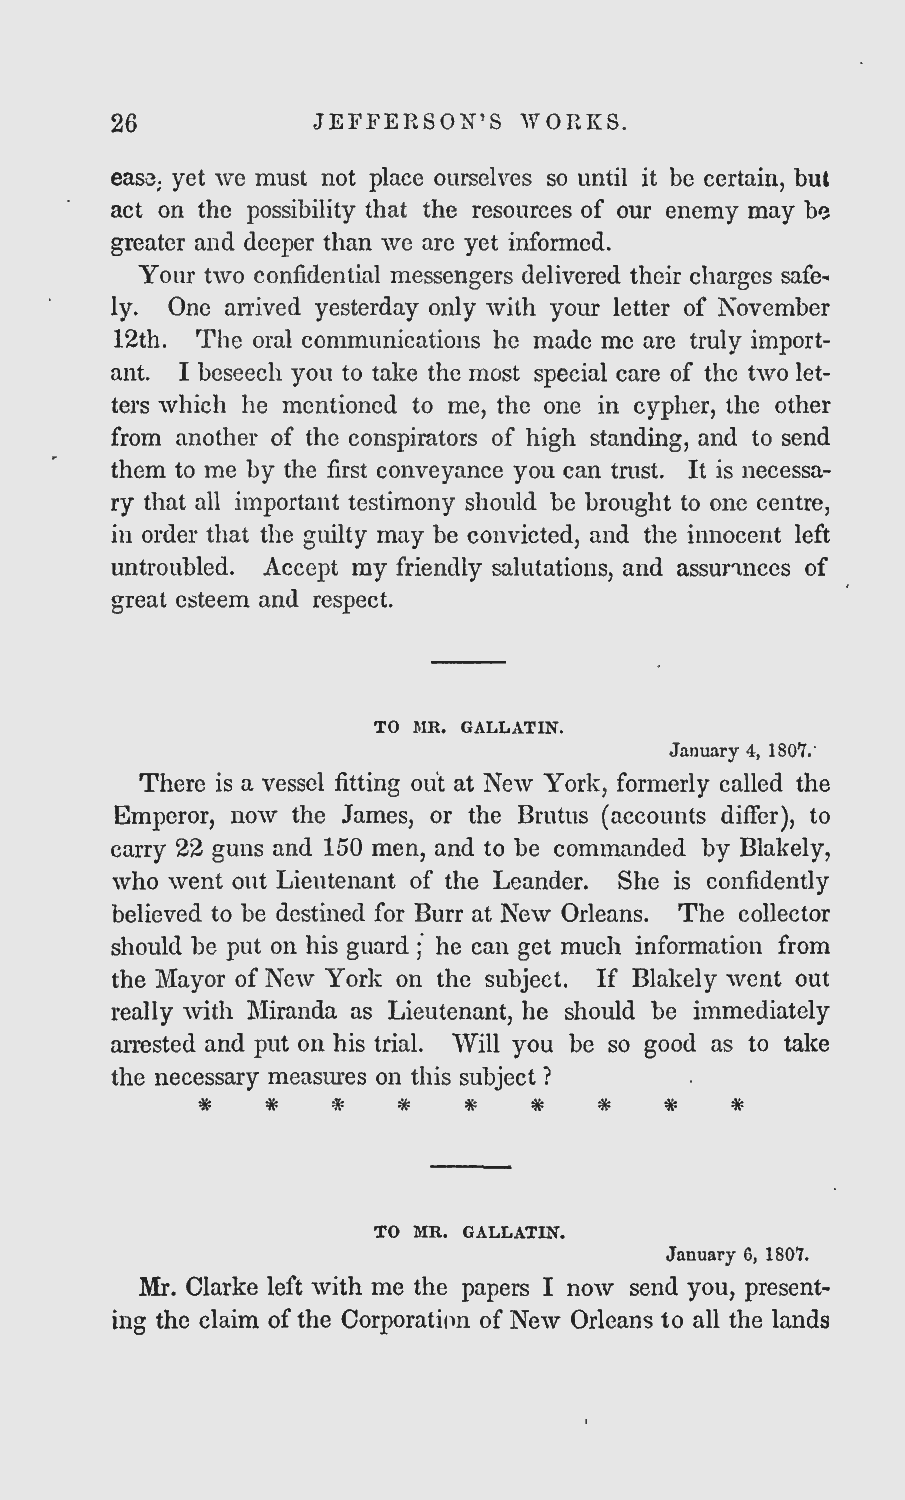 26 JEFFERSON'S WORKS.
ease; yet we must not place ourselves so until it be certain, but
act on the possibility that the resources of our enemy may be
greater and deeper than we are yet informed.
Your two confidential messengers delivered their charges safe-
ly. One arrived yesterday only with your letter of November
12th. The oral communications he made me are truly import-
ant. I beseech you to take the most special care of the two let-
ters which he mentioned to me, the one in cypher, the other
from another of the conspirators of high standing, and to send
them to me by the first conveyance you can trust. It is necessa-
ry that all important testimony should be brought to one centre,
in order that the guilty may be convicted, and the innocent left
untroubled. Accept my friendly salutations, and assurances of
great esteem and respect.
TO MR. GALLATIN.
January 4, 1807.
There is a vessel fitting out at New York, formerly called the
Emperor, now the James, or the Brutus (accounts differ), to
carry 22 guns and 150 men, and to be commanded by Blakely,
who went out Lieutenant of the Leander. She is confidently
believed to be destined for Burr at New Orleans. The collector
should be put on his guard; he can get much information from
the Mayor of New York on the subject. If Blakely went out
really with Miranda as Lieutenant, he should be immediately
arrested and put on his trial. Will you be so good as to take
the necessary measures on this subject?
* * * * * * * * *
TO MR. GALLATIN.
January 6, 1807.
Mr. Clarke left with me the papers I now send you, present-
ing the claim of the Corporation of New Orleans to all the lands